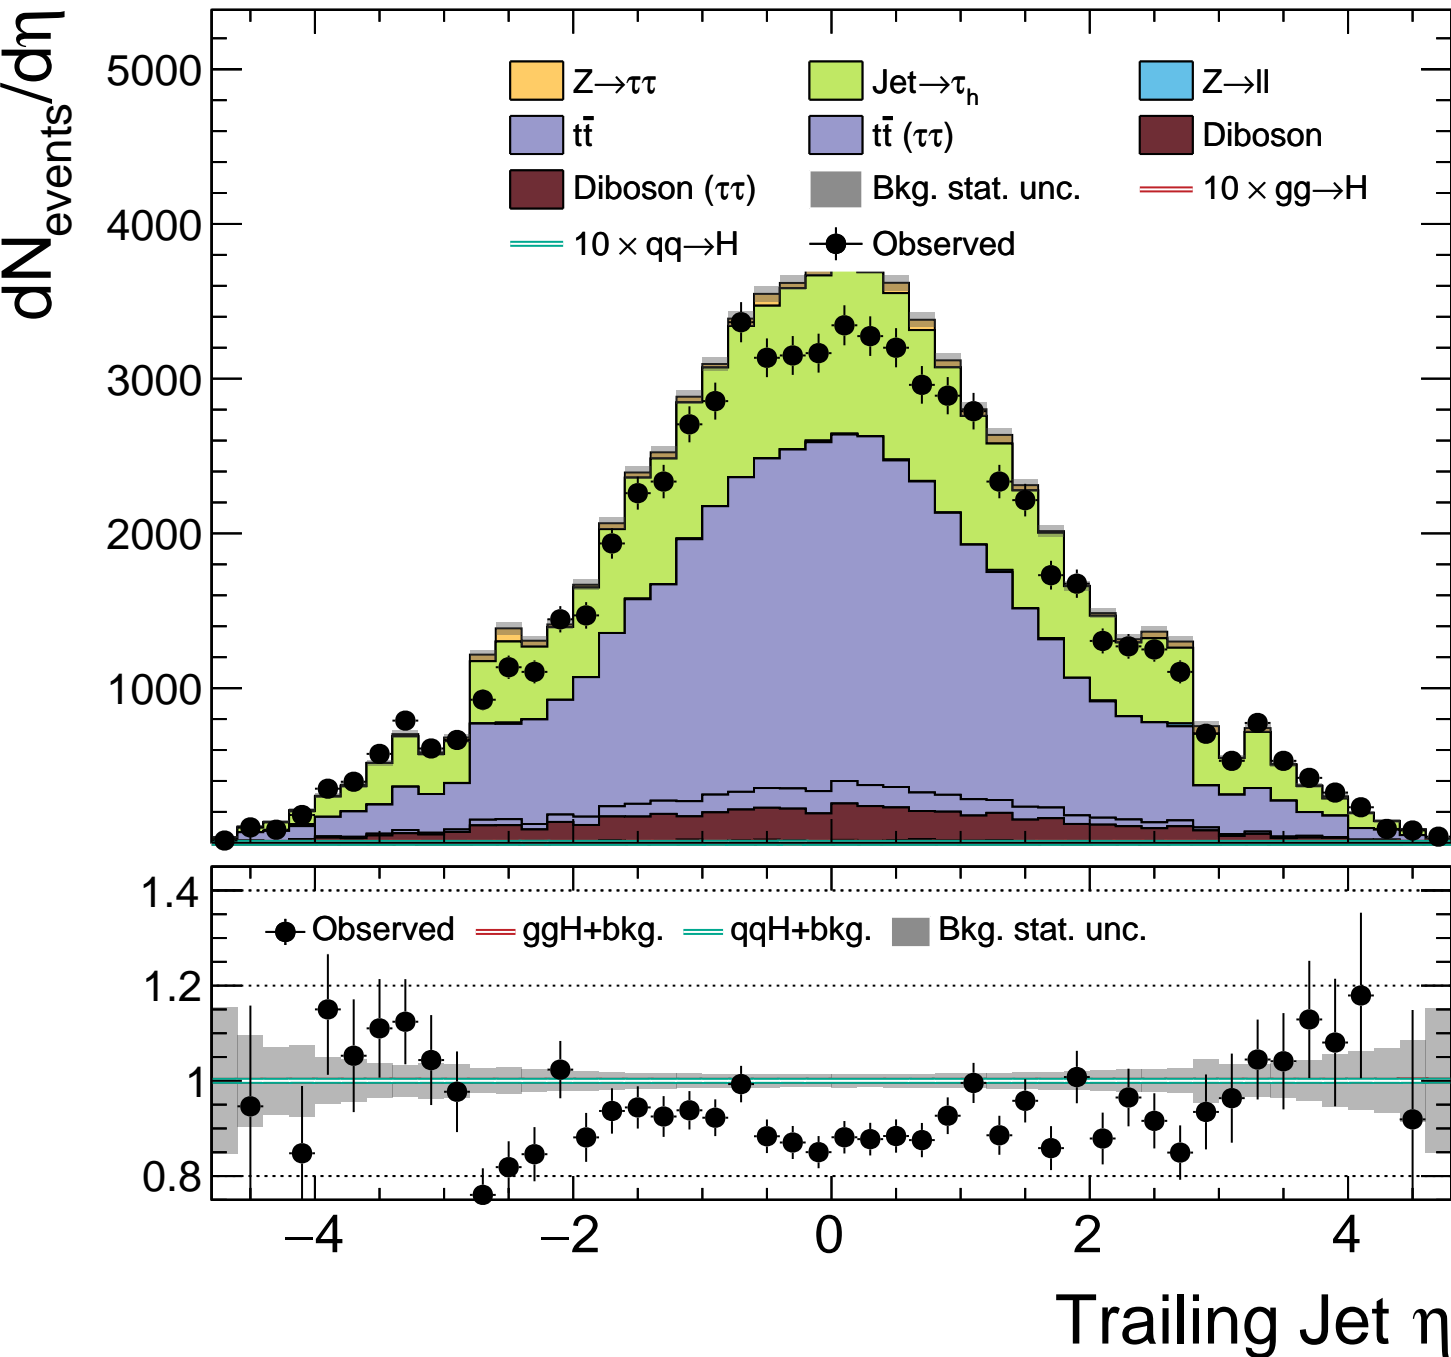 dN_events/dη
5000
4000
3000
2000
1000
Z→ττ Jet→τ_h Z→ll
tt̄ tt̄ (ττ) Diboson
Diboson (ττ) Bkg. stat. unc. 10 × gg→H
10 × qq→H Observed
1.4
1.2
1
0.8
Observed ggH+bkg. qqH+bkg. Bkg. stat. unc.
−4 −2 0 2 4
Trailing Jet η